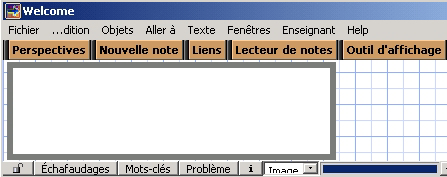 Welcome
Fichier ...dition Objets Aller à Texte Fenêtres Enseignant Help
Perspectives Nouvelle note Liens Lecteur de notes Outil d'affichage
Échafaudages Mots-clés Problème i Image